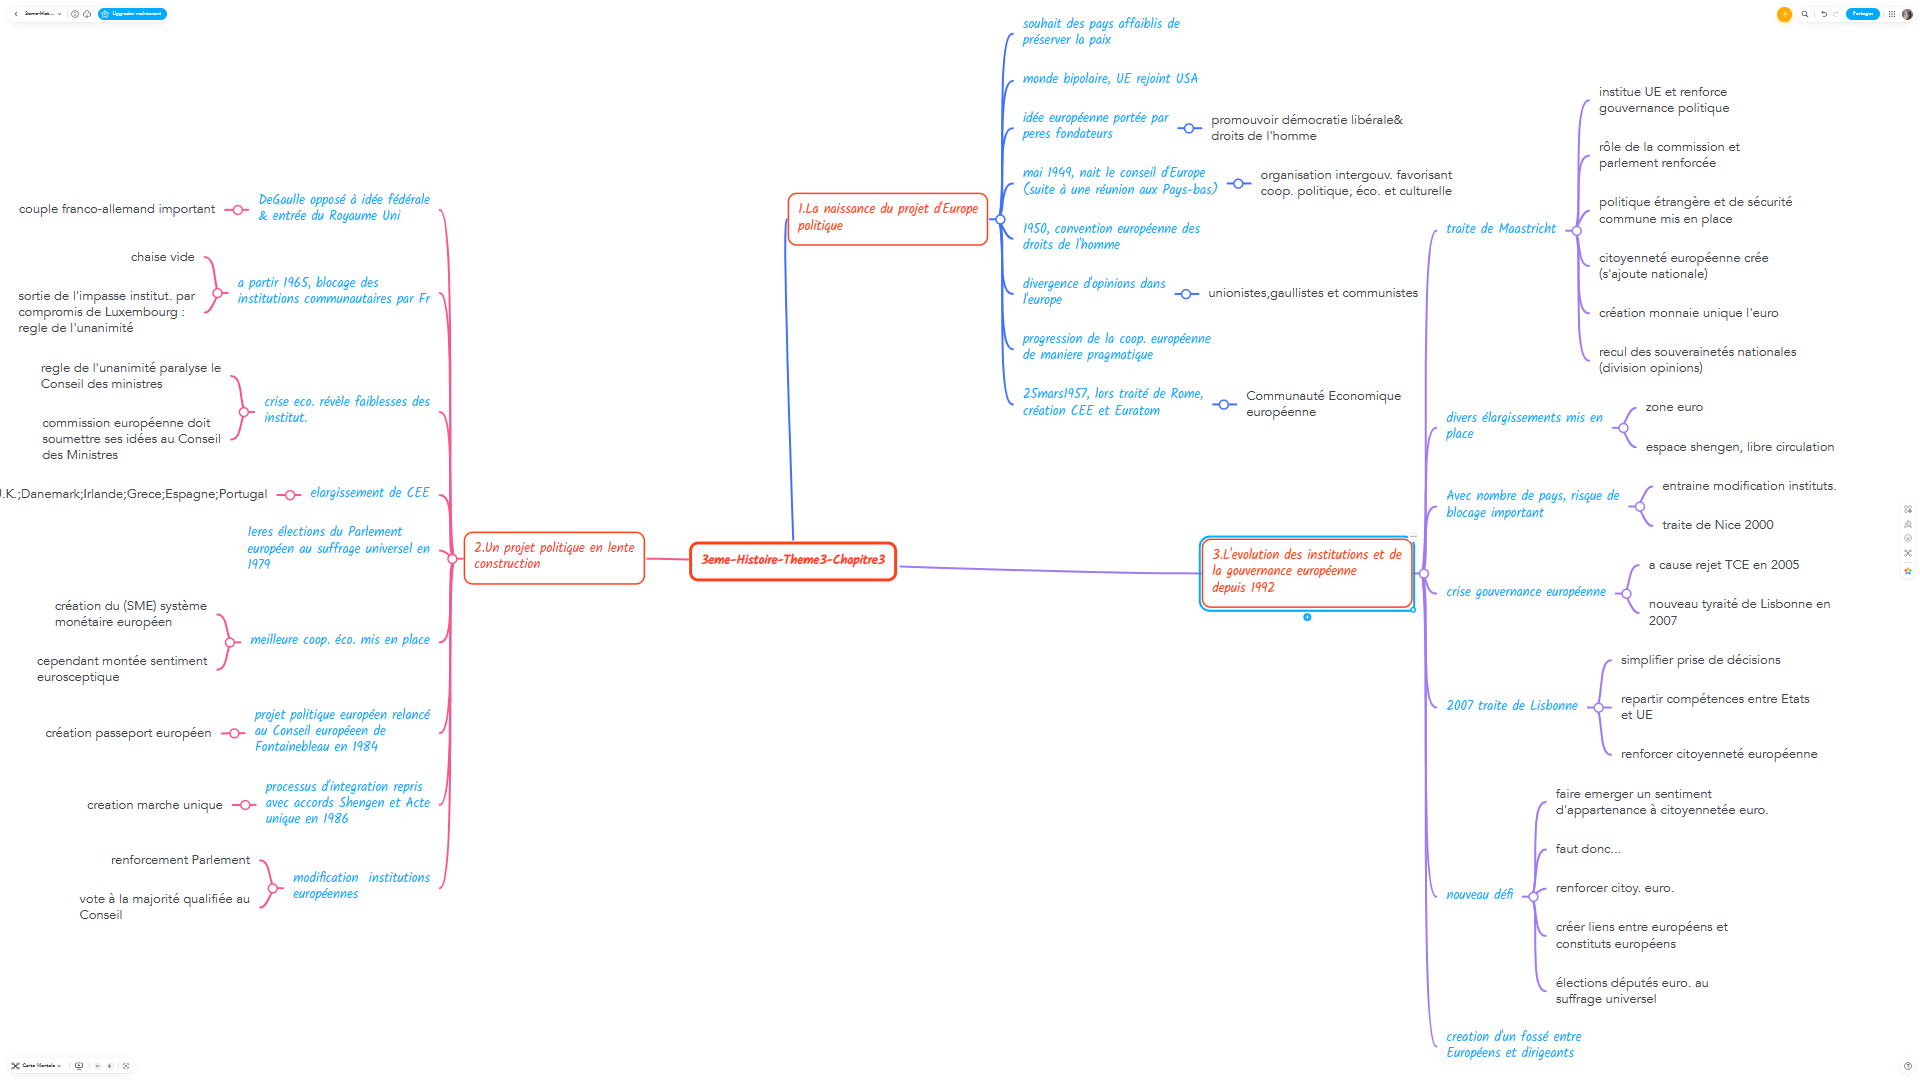 3eme-Hist...
Upgrader maintenant
Partager
3eme-Histoire-Theme3-Chapitre3
1.La naissance du projet d'Europe
politique
souhait des pays affaiblis de
préserver la paix
monde bipolaire, UE rejoint USA
idée européenne portée par
peres fondateurs
promouvoir démocratie libérale&
droits de l'homme
mai 1949, nait le conseil d'Europe
(suite à une réunion aux Pays-bas)
organisation intergouv. favorisant
coop. politique, éco. et culturelle
1950, convention européenne des
droits de l'homme
divergence d'opinions dans
l'europe
unionistes,gaullistes et communistes
progression de la coop. européenne
de maniere pragmatique
25mars1957, lors traité de Rome,
création CEE et Euratom
Communauté Economique
européenne
2.Un projet politique en lente
construction
DeGaulle opposé à idée fédérale
& entrée du Royaume Uni
couple franco-allemand important
a partir 1965, blocage des
institutions communautaires par Fr
chaise vide
sortie de l'impasse institut. par
compromis de Luxembourg :
regle de l'unanimité
crise eco. révèle faiblesses des
institut.
regle de l'unanimité paralyse le
Conseil des ministres
commission européenne doit
soumettre ses idées au Conseil
des Ministres
elargissement de CEE
.K.;Danemark;Irlande;Grece;Espagne;Portugal
1eres élections du Parlement
européen au suffrage universel en
1979
meilleure coop. éco. mis en place
création du (SME) système
monétaire européen
cependant montée sentiment
eurosceptique
projet politique européen relancé
au Conseil européeen de
Fontainebleau en 1984
création passeport européen
processus d'integration repris
avec accords Shengen et Acte
unique en 1986
creation marche unique
modification institutions
européennes
renforcement Parlement
vote à la majorité qualifiée au
Conseil
3.L'evolution des institutions et de
la gouvernance européenne
depuis 1992
traite de Maastricht
institue UE et renforce
gouvernance politique
rôle de la commission et
parlement renforcée
politique étrangère et de sécurité
commune mis en place
citoyenneté européenne crée
(s'ajoute nationale)
création monnaie unique l'euro
recul des souverainetés nationales
(division opinions)
divers élargissements mis en
place
zone euro
espace shengen, libre circulation
Avec nombre de pays, risque de
blocage important
entraine modification instituts.
traite de Nice 2000
crise gouvernance européenne
a cause rejet TCE en 2005
nouveau tyraité de Lisbonne en
2007
2007 traite de Lisbonne
simplifier prise de décisions
repartir compétences entre Etats
et UE
renforcer citoyenneté européenne
nouveau défi
faire emerger un sentiment
d'appartenance à citoyennetée euro.
faut donc...
renforcer citoy. euro.
créer liens entre européens et
constituts européens
élections députés euro. au
suffrage universel
creation d'un fossé entre
Européens et dirigeants
Carte Mentale